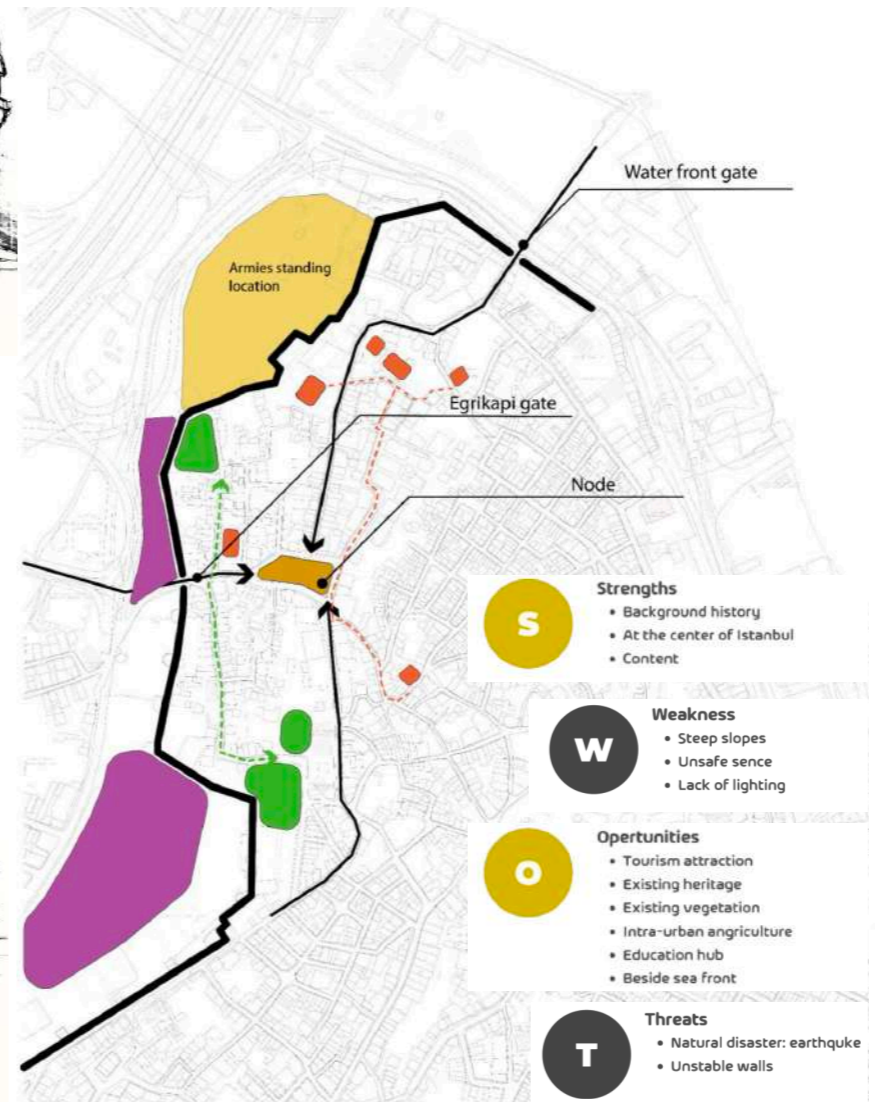 Water front gate
Armies standing
location
Egrikapi gate
Node
S
Strengths
• Background history
• At the center of Istanbul
• Content
W
Weakness
• Steep slopes
• Unsafe sence
• Lack of lighting
O
Opertunities
• Tourism attraction
• Existing heritage
• Existing vegetation
• Intra-urban angriculture
• Education hub
• Beside sea front
T
Threats
• Natural disaster: earthquke
• Unstable walls